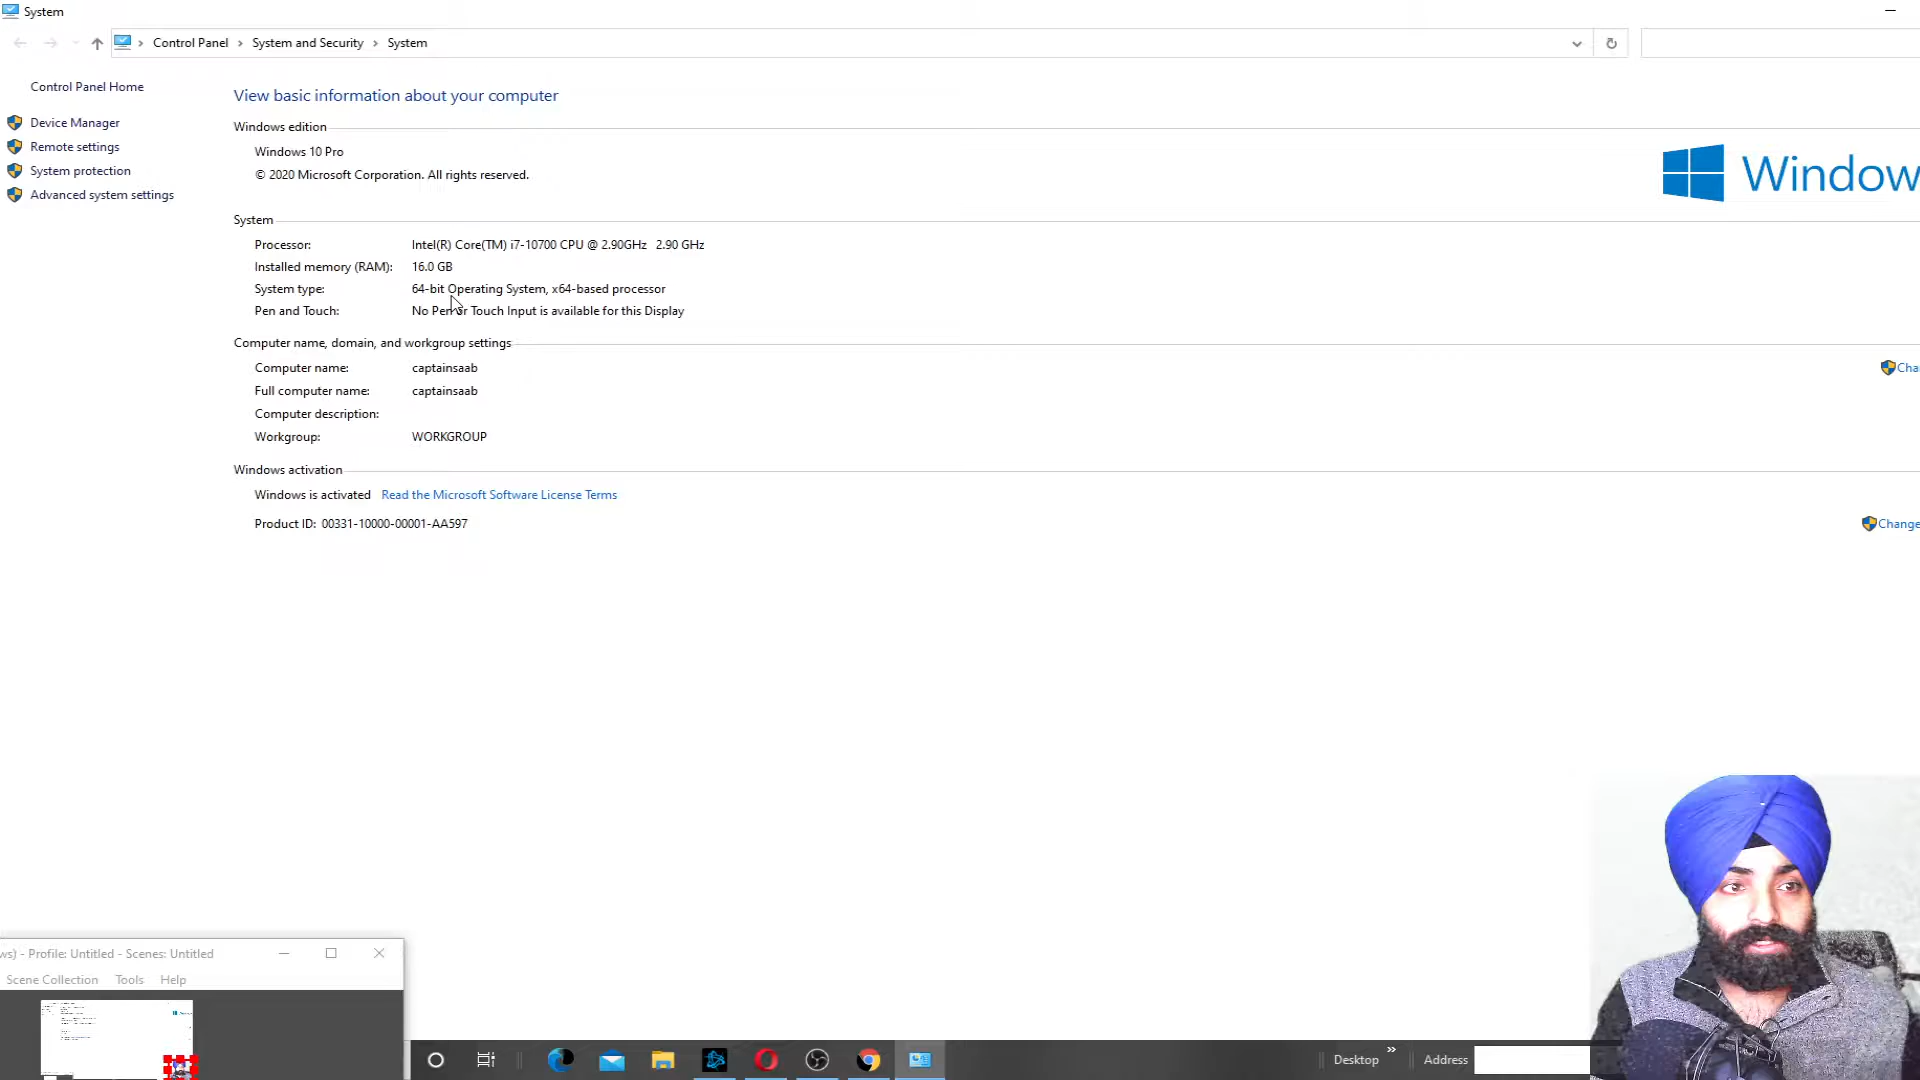 System
Control Panel > System and Security > System
Control Panel Home
Device Manager
Remote settings
System protection
Advanced system settings
View basic information about your computer
Windows edition
Windows 10 Pro
© 2020 Microsoft Corporation. All rights reserved.
Window
System
Processor: Intel(R) Core(TM) i7-10700 CPU @ 2.90GHz 2.90 GHz
Installed memory (RAM): 16.0 GB
System type: 64-bit Operating System, x64-based processor
Pen and Touch: No Pen or Touch Input is available for this Display
Computer name, domain, and workgroup settings
Computer name: captainsaab
Cha
Full computer name: captainsaab
Computer description:
Workgroup: WORKGROUP
Windows activation
Windows is activated Read the Microsoft Software License Terms
Product ID: 00331-10000-00001-AA597
Change
ws) - Profile: Untitled - Scenes: Untitled
Scene Collection Tools Help
Desktop » Address